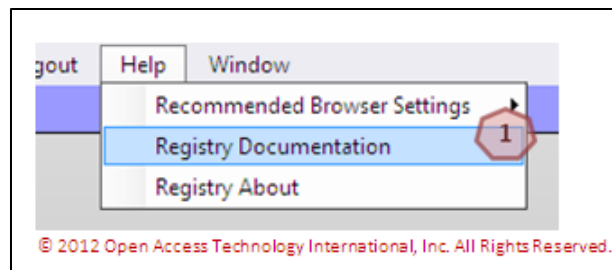 gout Help Window
Recommended Browser Settings
1
Registry Documentation
Registry About
© 2012 Open Access Technology International, Inc. All Rights Reserved.